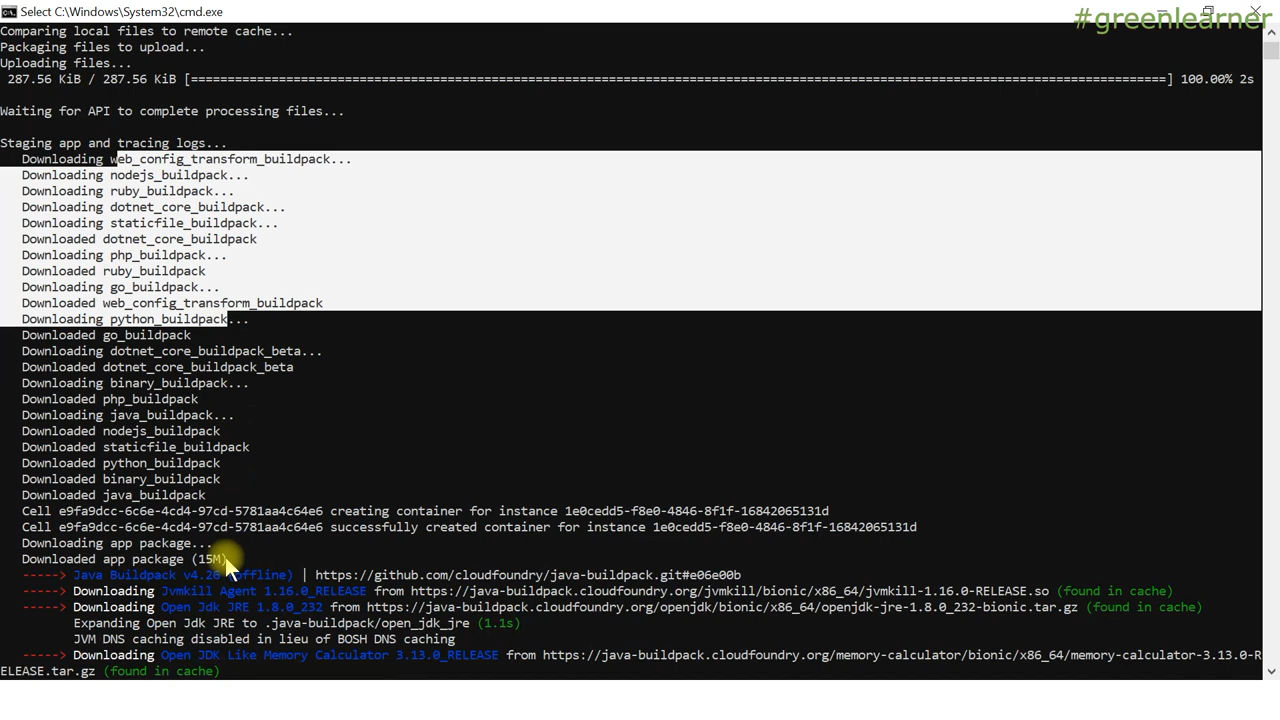 Select C:\Windows\System32\cmd.exe
#greenlearner
Comparing local files to remote cache...
Packaging files to upload...
Uploading files...
287.56 KiB / 287.56 KiB [=====================================================================================================================================] 100.00% 2s
Waiting for API to complete processing files...
Staging app and tracing logs...
Downloading web_config_transform_buildpack...
Downloading nodejs_buildpack...
Downloading ruby_buildpack...
Downloading dotnet_core_buildpack...
Downloading staticfile_buildpack...
Downloaded dotnet_core_buildpack
Downloading php_buildpack...
Downloaded ruby_buildpack
Downloading go_buildpack...
Downloaded web_config_transform_buildpack
Downloading python_buildpack...
Downloaded go_buildpack
Downloading dotnet_core_buildpack_beta...
Downloaded dotnet_core_buildpack_beta
Downloading binary_buildpack...
Downloaded php_buildpack
Downloading java_buildpack...
Downloaded nodejs_buildpack
Downloaded staticfile_buildpack
Downloaded python_buildpack
Downloaded binary_buildpack
Downloaded java_buildpack
Cell e9fa9dcc-6c6e-4cd4-97cd-5781aa4c64e6 creating container for instance 1e0cedd5-f8e0-4846-8f1f-16842065131d
Cell e9fa9dcc-6c6e-4cd4-97cd-5781aa4c64e6 successfully created container for instance 1e0cedd5-f8e0-4846-8f1f-16842065131d
Downloading app package...
Downloaded app package (15M)
-----> Java Buildpack v4.26 (offline) | https://github.com/cloudfoundry/java-buildpack.git#e06e00b
-----> Downloading Jvmkill Agent 1.16.0_RELEASE from https://java-buildpack.cloudfoundry.org/jvmkill/bionic/x86_64/jvmkill-1.16.0-RELEASE.so (found in cache)
-----> Downloading Open Jdk JRE 1.8.0_232 from https://java-buildpack.cloudfoundry.org/openjdk/bionic/x86_64/openjdk-jre-1.8.0_232-bionic.tar.gz (found in cache)
Expanding Open Jdk JRE to .java-buildpack/open_jdk_jre (1.1s)
JVM DNS caching disabled in lieu of BOSH DNS caching
-----> Downloading Open JDK Like Memory Calculator 3.13.0_RELEASE from https://java-buildpack.cloudfoundry.org/memory-calculator/bionic/x86_64/memory-calculator-3.13.0-R
ELEASE.tar.gz (found in cache)